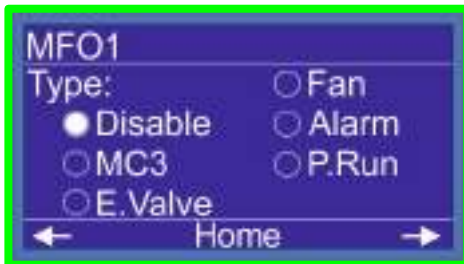 MFO1
Type:
Disable
MC3
E.Valve
Fan
Alarm
P.Run
Home